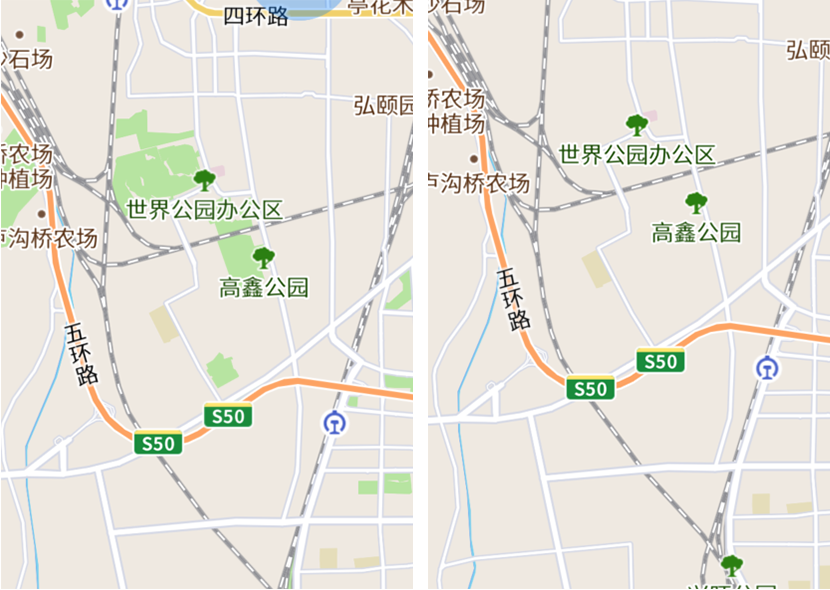 四环路
亭花木
沙石场
弘颐园
桥农场
种植场
世界公园办公区
卢沟桥农场
高鑫公园
五环路
S50
S50
沙石场
弘颐
桥农场
种植场
世界公园办公区
卢沟桥农场
高鑫公园
五环路
S50
S50